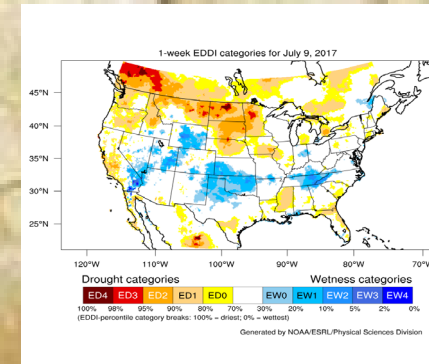 1-week EDDI categories for July 9, 2017
45°N
40°N
35°N
30°N
25°N
120°W 110°W 100°W 90°W 80°W 70°W
Drought categories Wetness categories
ED4 ED3 ED2 ED1 ED0 EW0 EW1 EW2 EW3 EW4
100% 98% 95% 90% 80% 70% 30% 20% 10% 5% 2% 0%
(EDDI-percentile category breaks: 100% = driest; 0% = wettest)
Generated by NOAA/ESRL/Physical Sciences Division